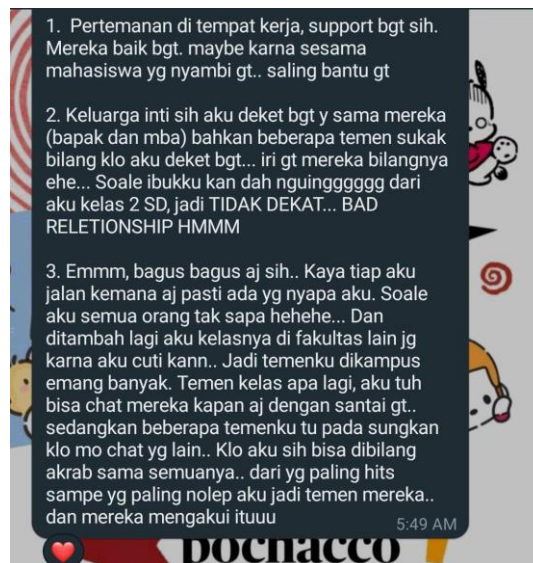 1.  Pertemanan di tempat kerja, support bgt sih.
Mereka baik bgt. maybe karna sesama
mahasiswa yg nyambi gt.. saling bantu gt
2. Keluarga inti sih aku deket bgt y sama mereka
(bapak dan mba) bahkan beberapa temen sukak
bilang klo aku deket bgt... iri gt mereka bilangnya
ehe... Soale ibukku kan dah nguingggggg dari
aku kelas 2 SD, jadi TIDAK DEKAT... BAD
RELETIONSHIP HMMM
3. Emmm, bagus bagus aj sih.. Kaya tiap aku
jalan kemana aj pasti ada yg nyapa aku. Soale
aku semua orang tak sapa hehehe... Dan
ditambah lagi aku kelasnya di fakultas lain jg
karna aku cuti kann.. Jadi temenku dikampus
emang banyak. Temen kelas apa lagi, aku tuh
bisa chat mereka kapan aj dengan santai gt..
sedangkan beberapa temenku tu pada sungkan
klo mo chat yg lain.. Klo aku sih bisa dibilang
akrab sama semuanya.. dari yg paling hits
sampe yg paling nolep aku jadi temen mereka..
dan mereka mengakui ituuu
5:49 AM
pochacco